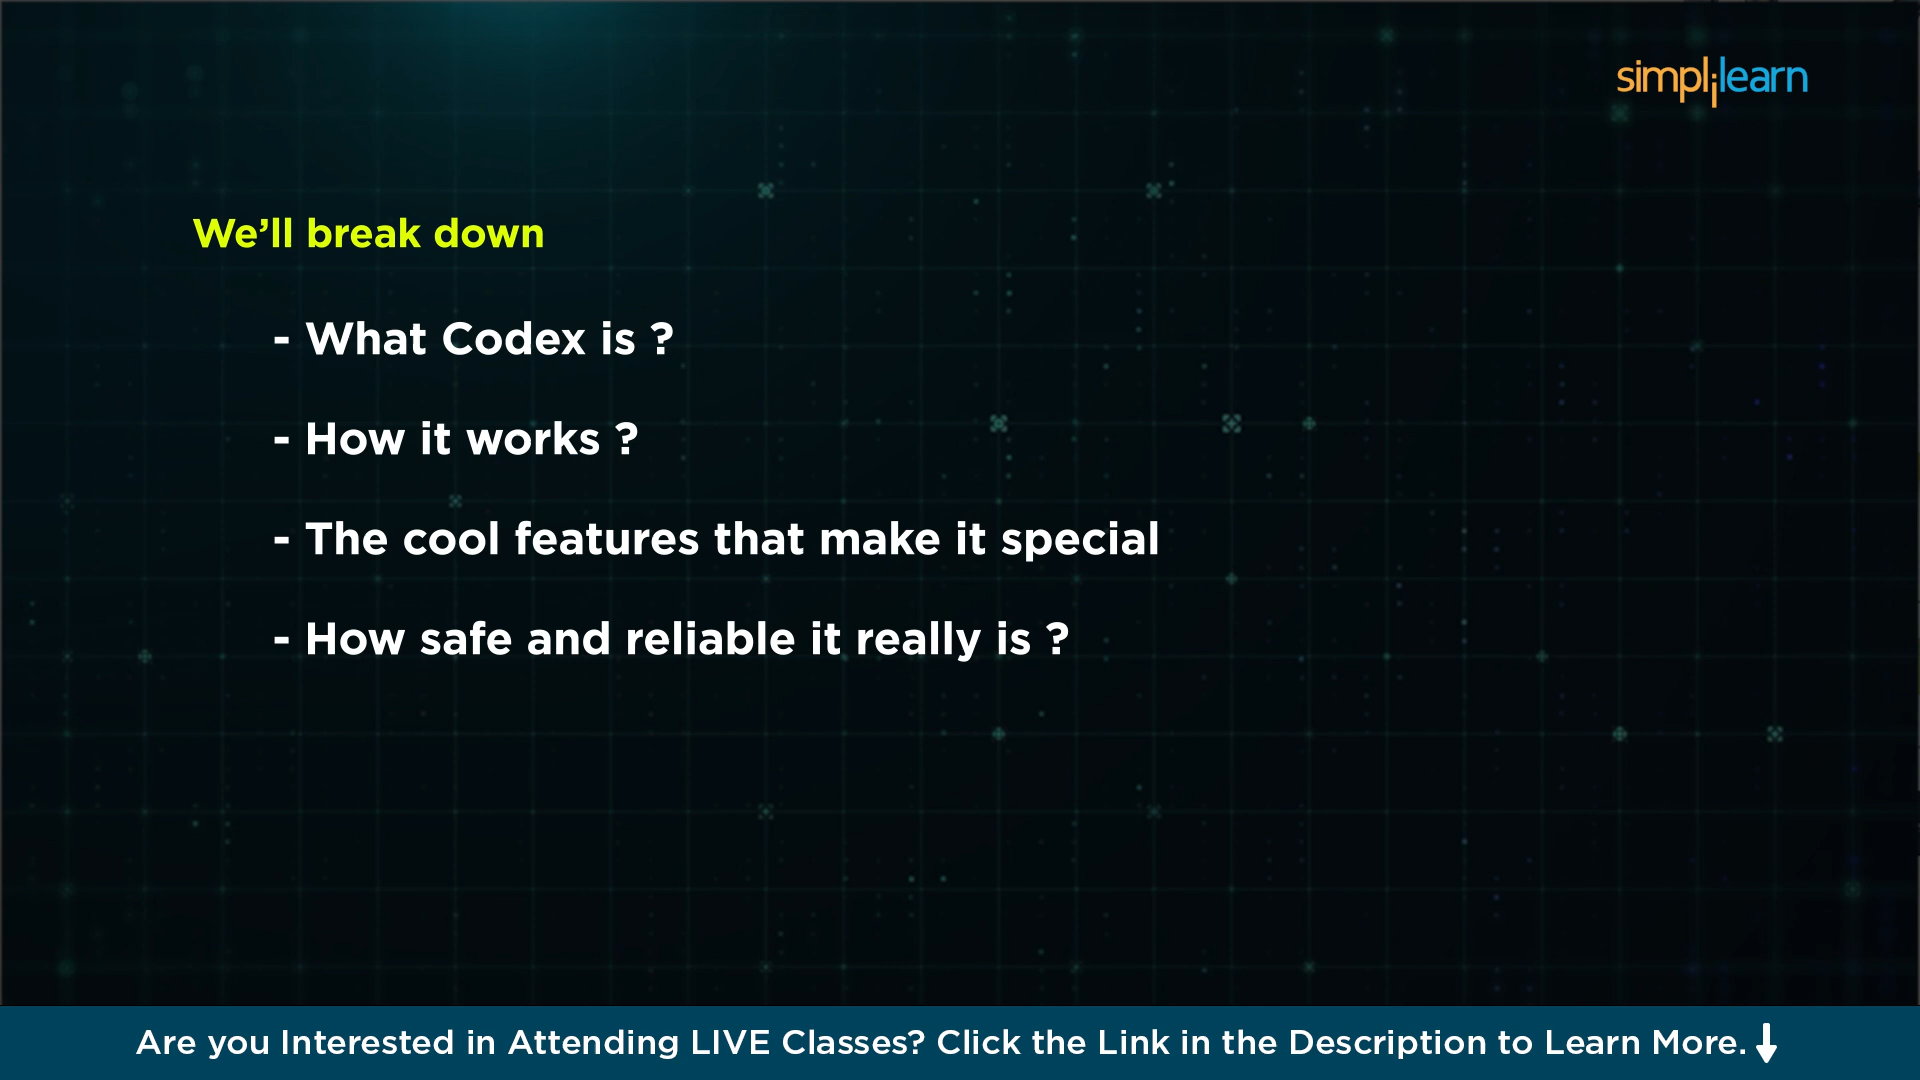 simplilearn
We’ll break down
- What Codex is ?
- How it works ?
- The cool features that make it special
- How safe and reliable it really is ?
Are you Interested in Attending LIVE Classes? Click the Link in the Description to Learn More.